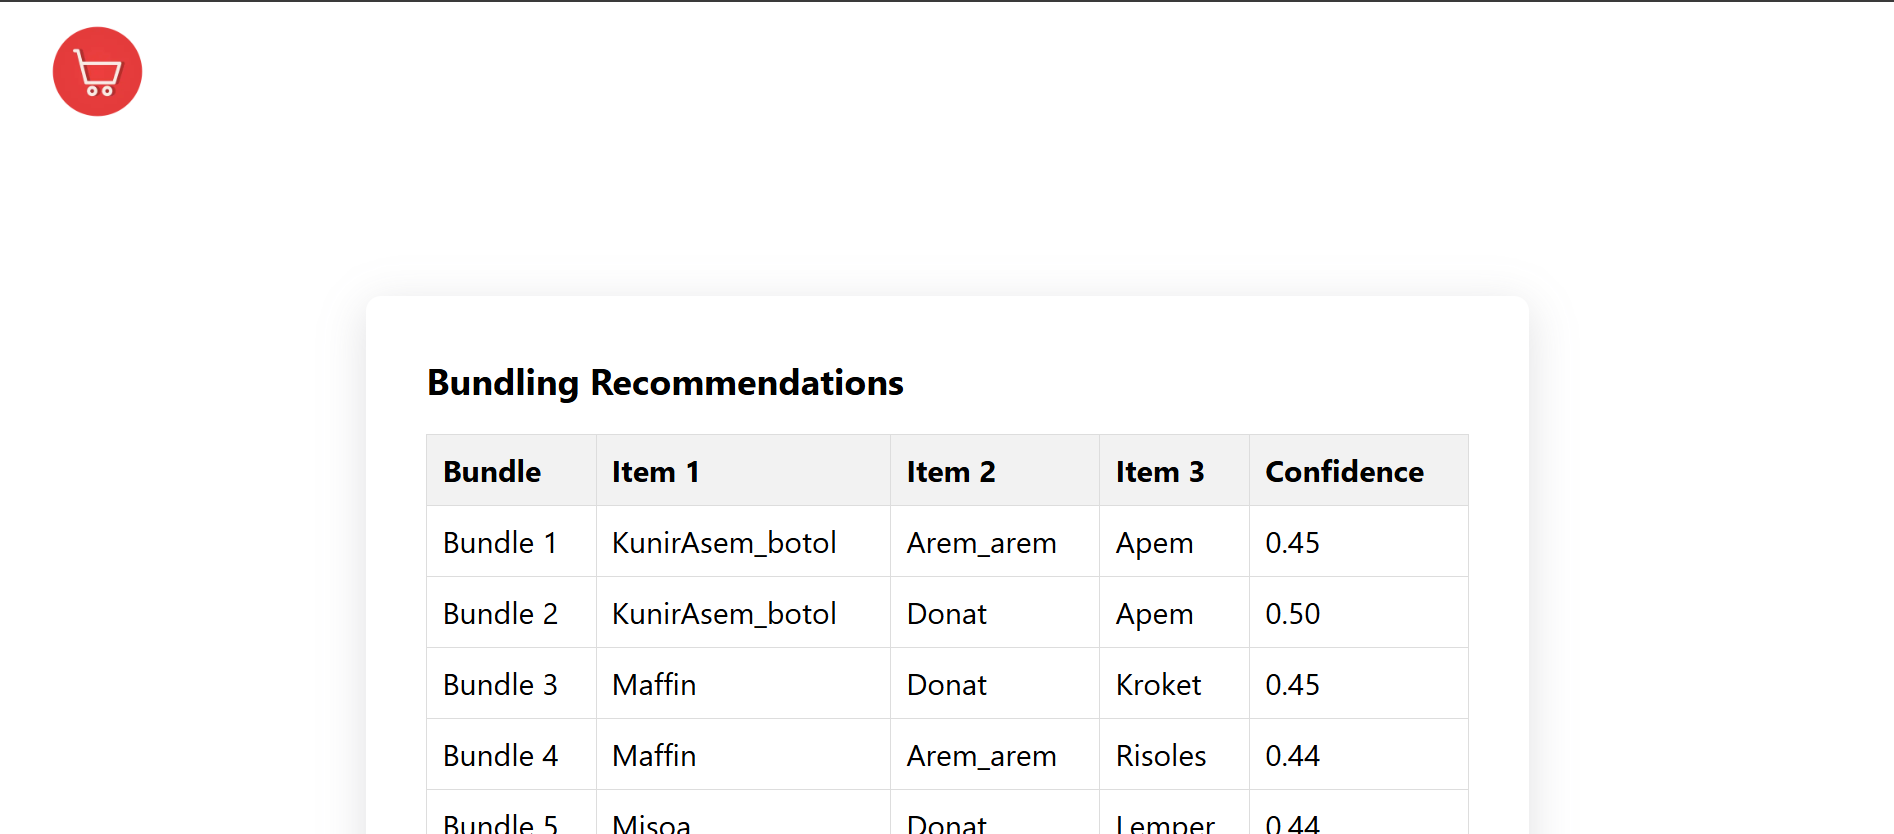 Bundling Recommendations
Bundle Item 1 Item 2 Item 3 Confidence
Bundle 1 KunirAsem_botol Arem_arem Apem 0.45
Bundle 2 KunirAsem_botol Donat Apem 0.50
Bundle 3 Maffin Donat Kroket 0.45
Bundle 4 Maffin Arem_arem Risoles 0.44
Bundle 5 Misoa Donat Lemper 0.44